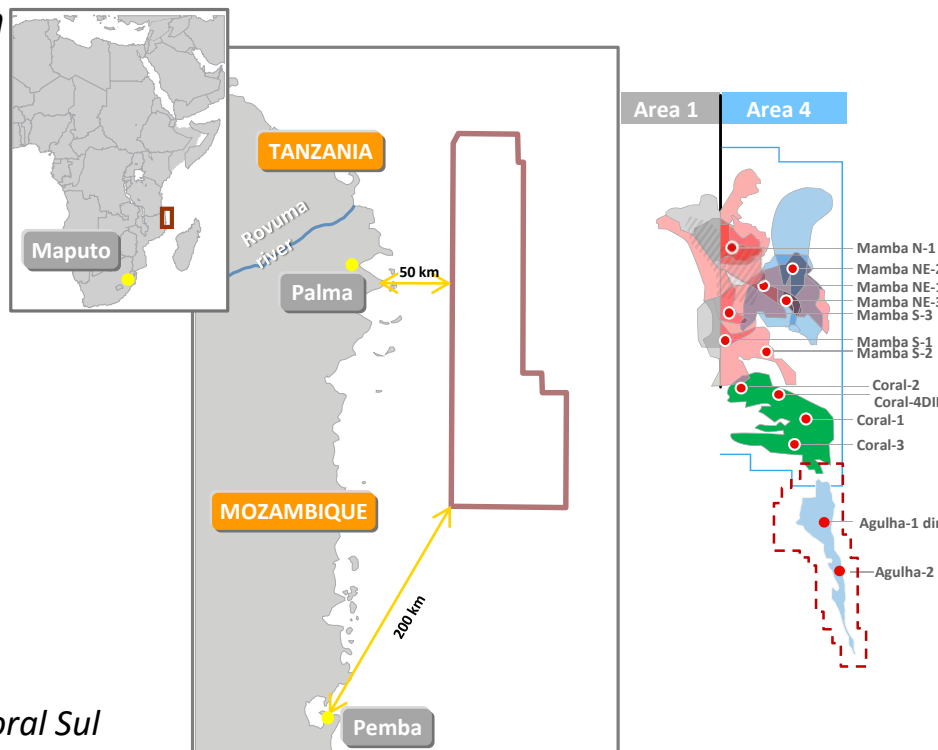 Maputo
TANZANIA
Rovuma
river
Palma
50 km
MOZAMBIQUE
200 km
Pemba
oral Sul
Area 1
Area 4
Mamba N-1
Mamba NE-2
Mamba NE-1
Mamba NE-3
Mamba S-3
Mamba S-1
Mamba S-2
Coral-2
Coral-4DI
Coral-1
Coral-3
Agulha-1 di
Agulha-2